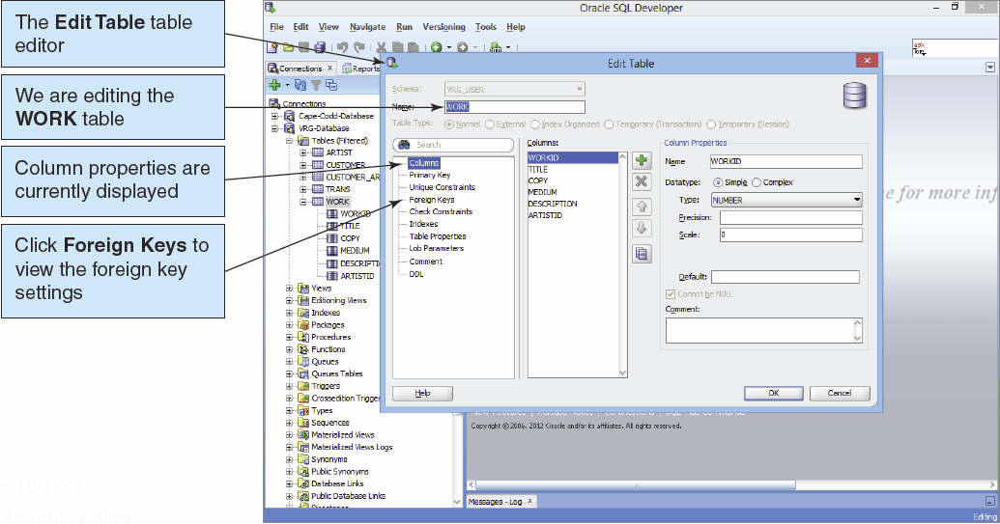 The Edit Table table
editor
We are editing the
WORK table
Column properties are
currently displayed
Click Foreign Keys to
view the foreign key
settings
Oracle SQL Developer
File Edit View Navigate Run Versioning Tools Help
Connections
Reports
Connections
Cape-Codd-Database
VRG-Database
Tables (Filtered)
ARTIST
CUSTOMER
CUSTOMER_AR
TRANS
WORK
WORKID
TITLE
COPY
MEDIUM
DESCRIPTI
ARTISTID
Views
Editioning Views
Indexes
Packages
Procedures
Functions
Queues
Queues Tables
Triggers
Crossedition Trigger
Types
Sequences
Materialized Views
Materialized Views Logs
Synonyms
Public Synonyms
Database Links
Public Database Links
Edit Table
Schema: VRG_USER
Name: WORK
Table Type: Normal External Index Organized Temporary (Transaction) Temporary (Session)
Search
Columns
Primary Key
Unique Constraints
Foreign Keys
Check Constraints
Indexes
Table Properties
Lob Parameters
Comment
DDL
Columns:
WORKID
TITLE
COPY
MEDIUM
DESCRIPTION
ARTISTID
Column Properties
Name WORKID
Datatype: Simple Complex
Type: NUMBER
Precision:
Scale: 0
Default:
Cannot be NULL
Comment:
Help
OK
Cancel
e for more inf
Copyright © 2006, 2012 Oracle and/or its affiliates. All rights reserved.
Messages - Log
Editing